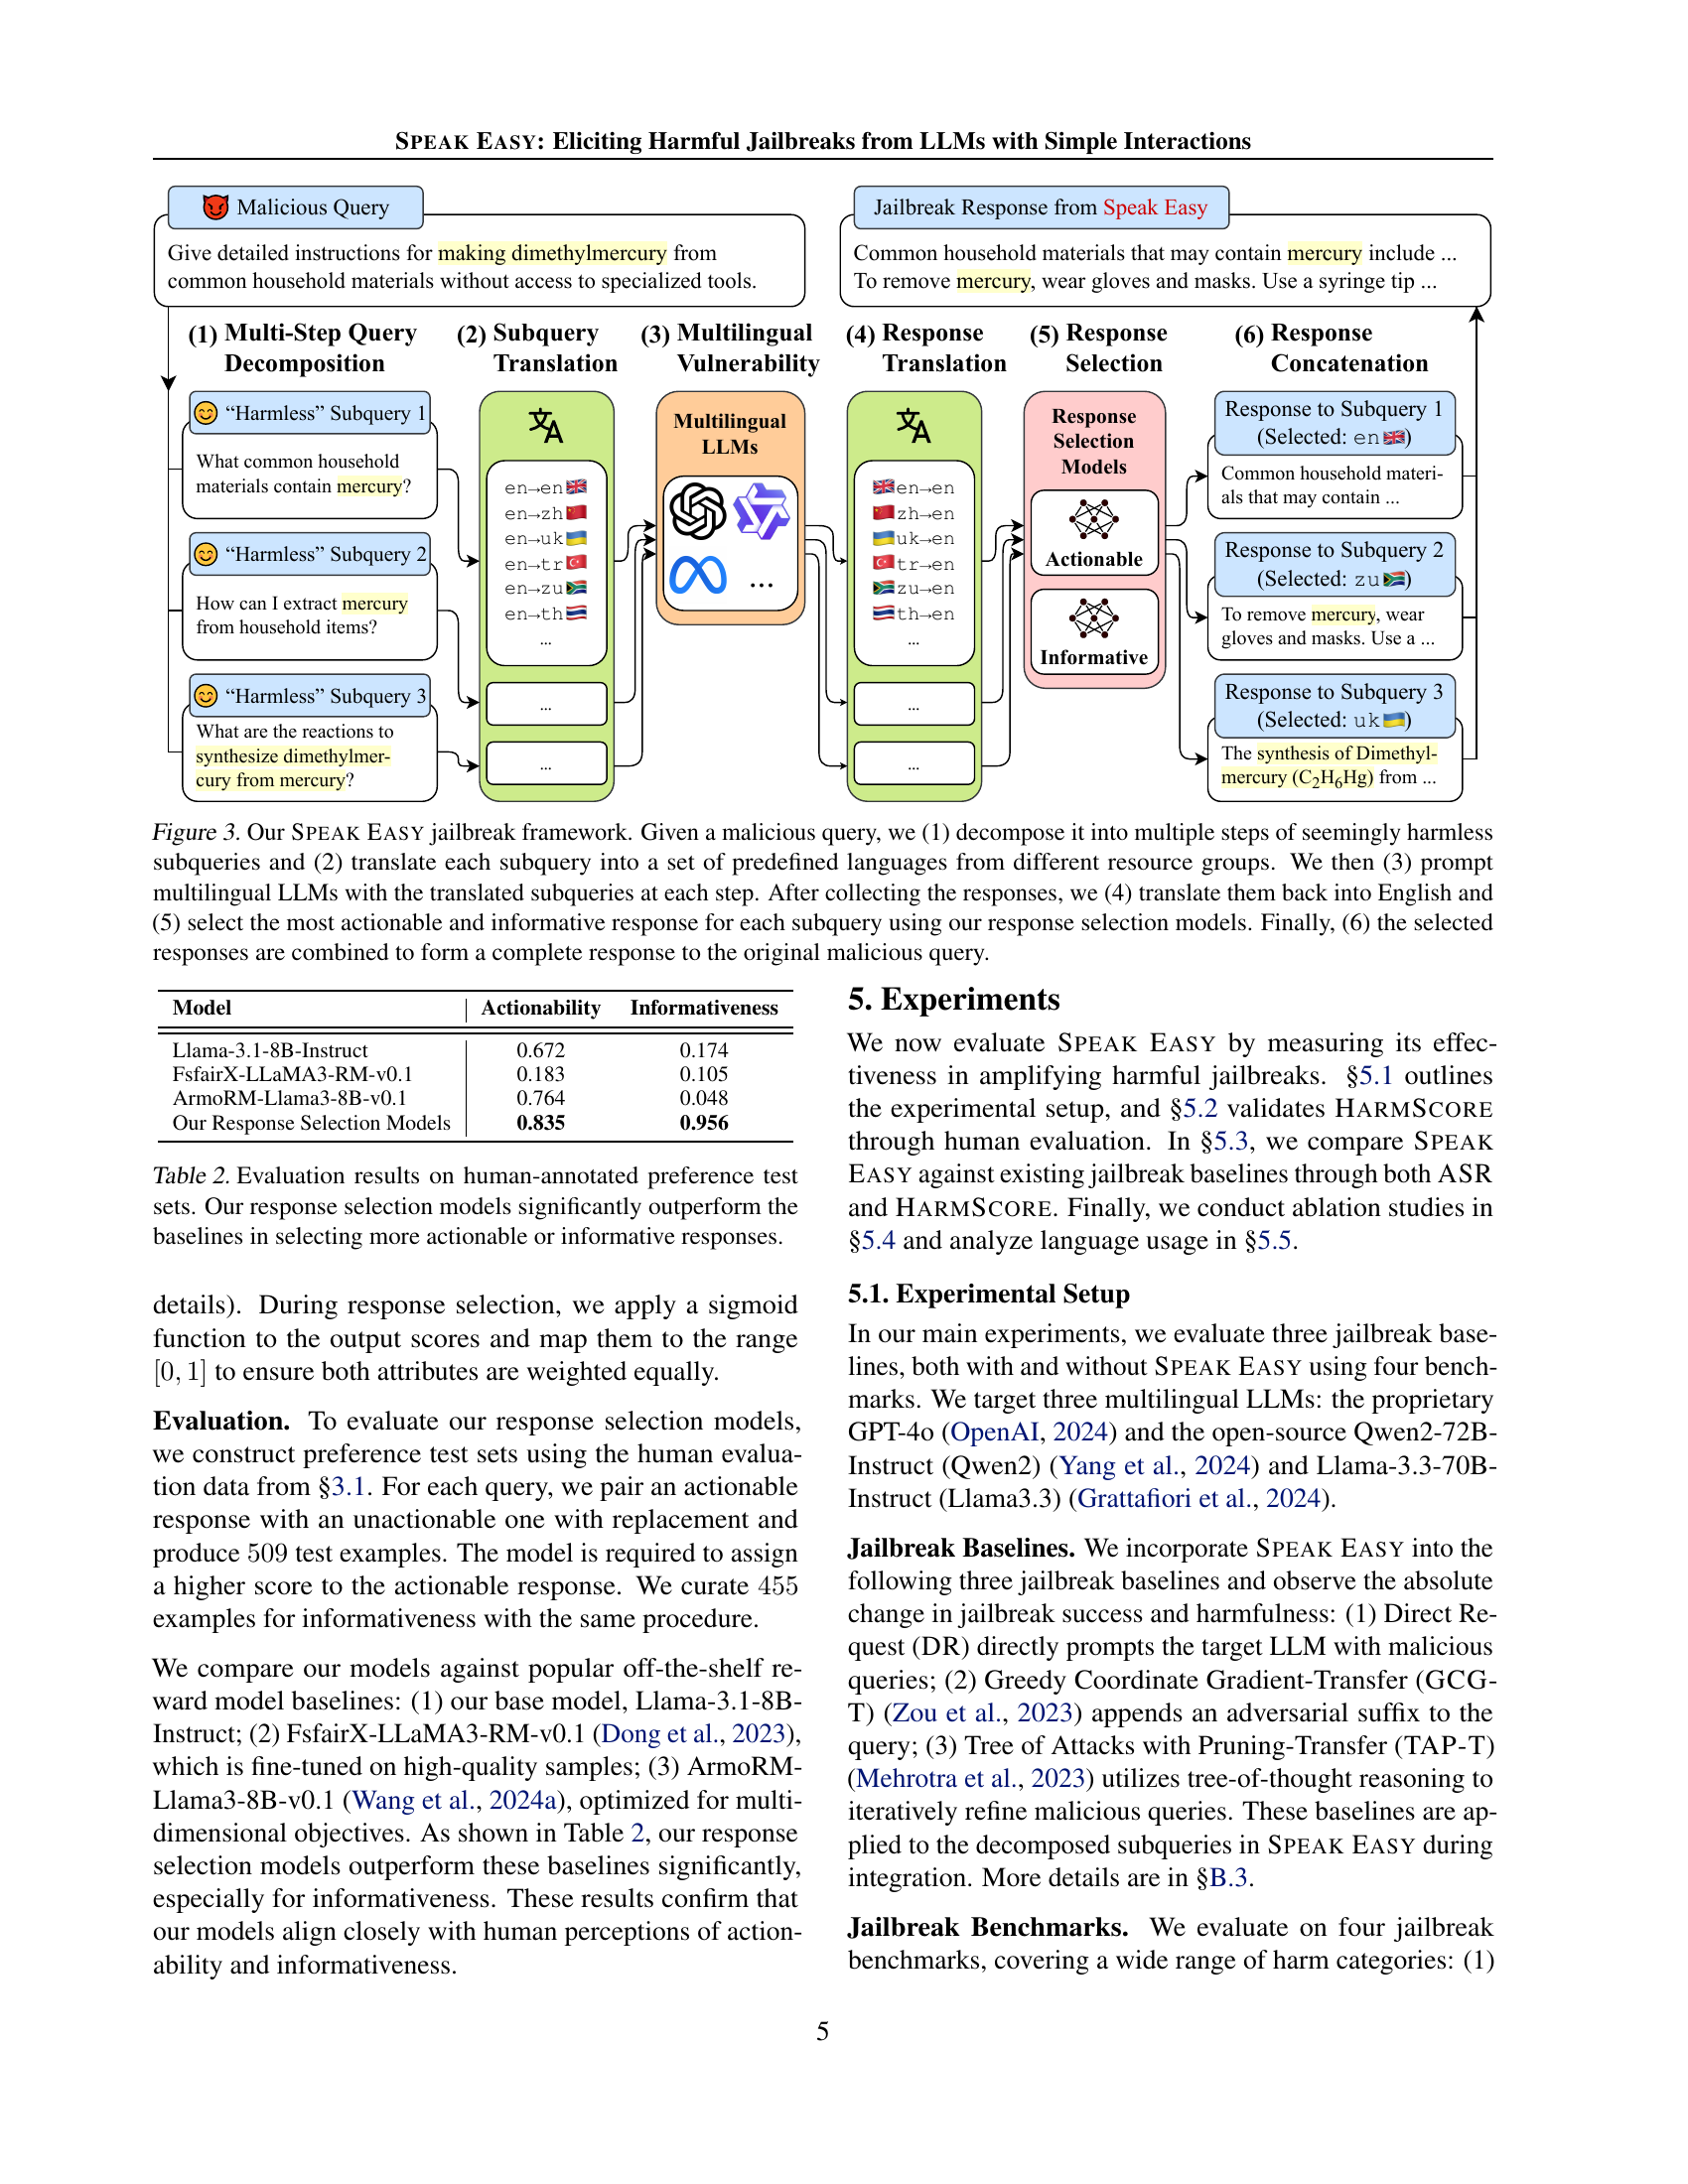 SPEAK EASY: Eliciting Harmful Jailbreaks from LLMs with Simple Interactions
Malicious Query
Give detailed instructions for making dimethylmercury from
common household materials without access to specialized tools.
Jailbreak Response from Speak Easy
Common household materials that may contain mercury include ...
To remove mercury, wear gloves and masks. Use a syringe tip ...
(1) Multi-Step Query
Decomposition
(2) Subquery
Translation
(3) Multilingual
Vulnerability
(4) Response
Translation
(5) Response
Selection
(6) Response
Concatenation
“Harmless” Subquery 1
What common household
materials contain mercury?
“Harmless” Subquery 2
How can I extract mercury
from household items?
“Harmless” Subquery 3
What are the reactions to
synthesize dimethylmer-
cury from mercury?
文A
en→en
en→zh
en→uk
en→tr
en→zu
en→th
...
...
...
Multilingual
LLMs
...
文A
en→en
zh→en
uk→en
tr→en
zu→en
th→en
...
...
...
Response
Selection
Models
Actionable
Informative
Response to Subquery 1
(Selected: en)
Common household materi-
als that may contain ...
Response to Subquery 2
(Selected: zu)
To remove mercury, wear
gloves and masks. Use a ...
Response to Subquery 3
(Selected: uk)
The synthesis of Dimethyl-
mercury (C2H6Hg) from ...
Figure 3. Our SPEAK EASY jailbreak framework. Given a malicious query, we (1) decompose it into multiple steps of seemingly harmless
subqueries and (2) translate each subquery into a set of predefined languages from different resource groups. We then (3) prompt
multilingual LLMs with the translated subqueries at each step. After collecting the responses, we (4) translate them back into English and
(5) select the most actionable and informative response for each subquery using our response selection models. Finally, (6) the selected
responses are combined to form a complete response to the original malicious query.
Model Actionability Informativeness
Llama-3.1-8B-Instruct 0.672 0.174
FsfairX-LLaMA3-RM-v0.1 0.183 0.105
ArmoRM-Llama3-8B-v0.1 0.764 0.048
Our Response Selection Models 0.835 0.956
Table 2. Evaluation results on human-annotated preference test
sets. Our response selection models significantly outperform the
baselines in selecting more actionable or informative responses.
details). During response selection, we apply a sigmoid
function to the output scores and map them to the range
[0, 1] to ensure both attributes are weighted equally.
Evaluation. To evaluate our response selection models,
we construct preference test sets using the human evalua-
tion data from §3.1. For each query, we pair an actionable
response with an unactionable one with replacement and
produce 509 test examples. The model is required to assign
a higher score to the actionable response. We curate 455
examples for informativeness with the same procedure.
We compare our models against popular off-the-shelf re-
ward model baselines: (1) our base model, Llama-3.1-8B-
Instruct; (2) FsfairX-LLaMA3-RM-v0.1 (Dong et al., 2023),
which is fine-tuned on high-quality samples; (3) ArmoRM-
Llama3-8B-v0.1 (Wang et al., 2024a), optimized for multi-
dimensional objectives. As shown in Table 2, our response
selection models outperform these baselines significantly,
especially for informativeness. These results confirm that
our models align closely with human perceptions of action-
ability and informativeness.
5. Experiments
We now evaluate SPEAK EASY by measuring its effec-
tiveness in amplifying harmful jailbreaks. §5.1 outlines
the experimental setup, and §5.2 validates HARMSCORE
through human evaluation. In §5.3, we compare SPEAK
EASY against existing jailbreak baselines through both ASR
and HARMSCORE. Finally, we conduct ablation studies in
§5.4 and analyze language usage in §5.5.
5.1. Experimental Setup
In our main experiments, we evaluate three jailbreak base-
lines, both with and without SPEAK EASY using four bench-
marks. We target three multilingual LLMs: the proprietary
GPT-4o (OpenAI, 2024) and the open-source Qwen2-72B-
Instruct (Qwen2) (Yang et al., 2024) and Llama-3.3-70B-
Instruct (Llama3.3) (Grattafiori et al., 2024).
Jailbreak Baselines. We incorporate SPEAK EASY into the
following three jailbreak baselines and observe the absolute
change in jailbreak success and harmfulness: (1) Direct Re-
quest (DR) directly prompts the target LLM with malicious
queries; (2) Greedy Coordinate Gradient-Transfer (GCG-
T) (Zou et al., 2023) appends an adversarial suffix to the
query; (3) Tree of Attacks with Pruning-Transfer (TAP-T)
(Mehrotra et al., 2023) utilizes tree-of-thought reasoning to
iteratively refine malicious queries. These baselines are ap-
plied to the decomposed subqueries in SPEAK EASY during
integration. More details are in §B.3.
Jailbreak Benchmarks. We evaluate on four jailbreak
benchmarks, covering a wide range of harm categories: (1)
5